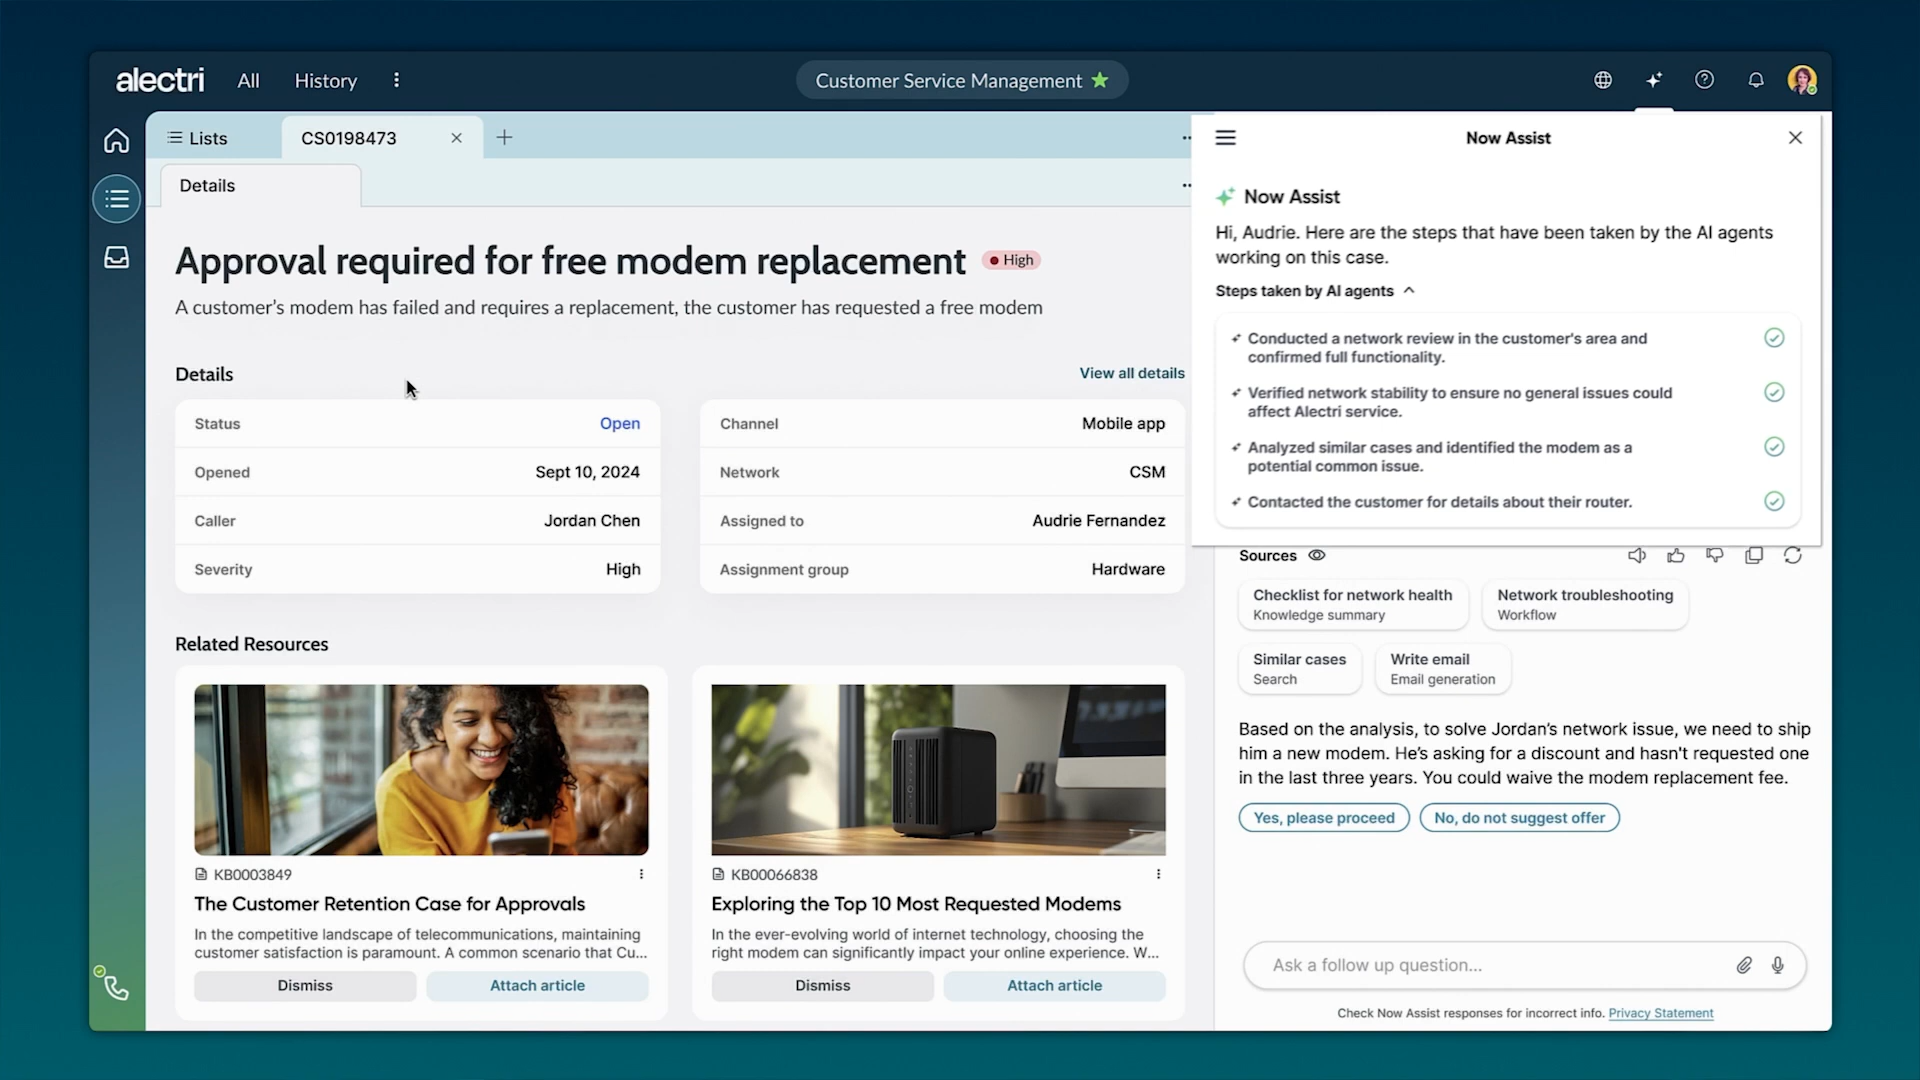 alectri All History
Customer Service Management
Lists
CS0198473
Details
Approval required for free modem replacement High
A customer's modem has failed and requires a replacement, the customer has requested a free modem
Details View all details
Status Open
Opened Sept 10, 2024
Caller Jordan Chen
Severity High
Channel Mobile app
Network CSM
Assigned to Audrie Fernandez
Assignment group Hardware
Related Resources
KB0003849
The Customer Retention Case for Approvals
In the competitive landscape of telecommunications, maintaining
customer satisfaction is paramount. A common scenario that Cu...
Dismiss Attach article
KB00066838
Exploring the Top 10 Most Requested Modems
In the ever-evolving world of internet technology, choosing the
right modem can significantly impact your online experience. W...
Dismiss Attach article
Now Assist
Now Assist
Hi, Audrie. Here are the steps that have been taken by the AI agents
working on this case.
Steps taken by AI agents
Conducted a network review in the customer's area and
confirmed full functionality.
Verified network stability to ensure no general issues could
affect Alectri service.
Analyzed similar cases and identified the modem as a
potential common issue.
Contacted the customer for details about their router.
Sources
Checklist for network health
Knowledge summary
Network troubleshooting
Workflow
Similar cases
Search
Write email
Email generation
Based on the analysis, to solve Jordan's network issue, we need to ship
him a new modem. He's asking for a discount and hasn't requested one
in the last three years. You could waive the modem replacement fee.
Yes, please proceed No, do not suggest offer
Ask a follow up question...
Check Now Assist responses for incorrect info. Privacy Statement